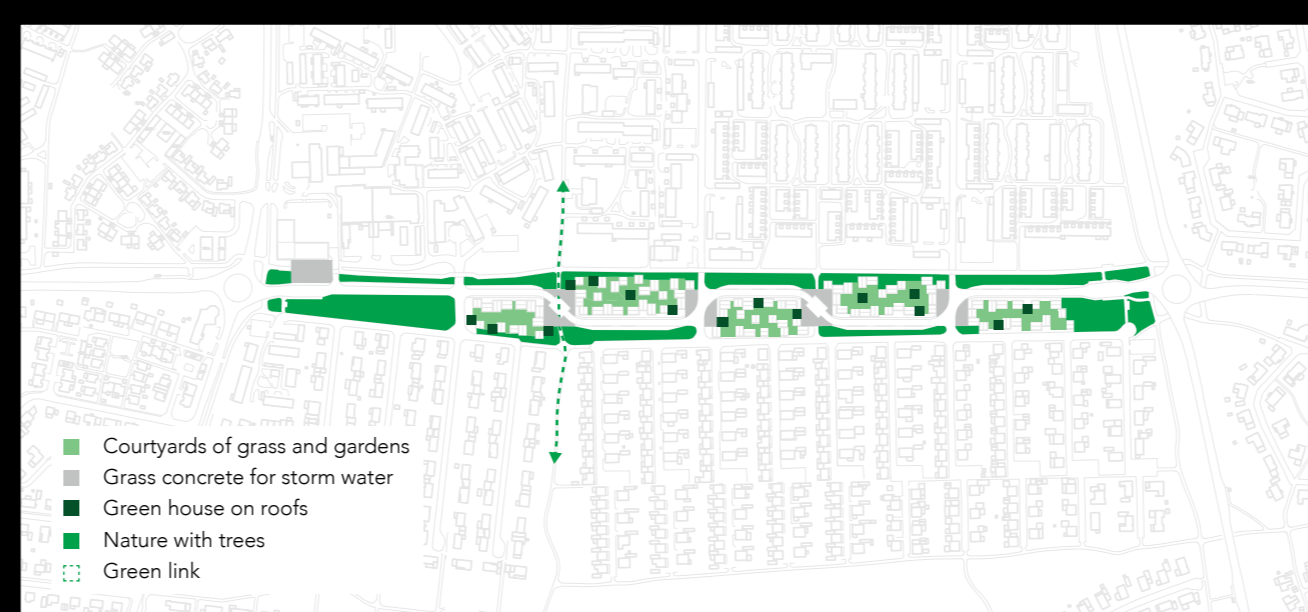 Courtyards of grass and gardens
Grass concrete for storm water
Green house on roofs
Nature with trees
Green link